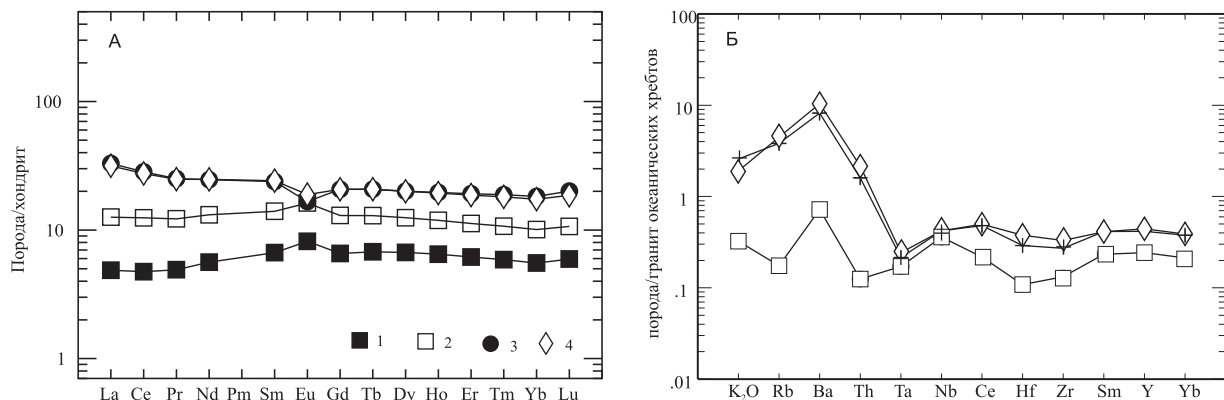 А
Порода/хондрит
100
10
1
1 2 3 4
La Ce Pr Nd Pm Sm Eu Gd Tb Dy Ho Er Tm Yb Lu
Б
порода/гранит океанических хребтов
100
10
1
.1
.01
K₂O Rb Ba Th Ta Nb Ce Hf Zr Sm Y Yb